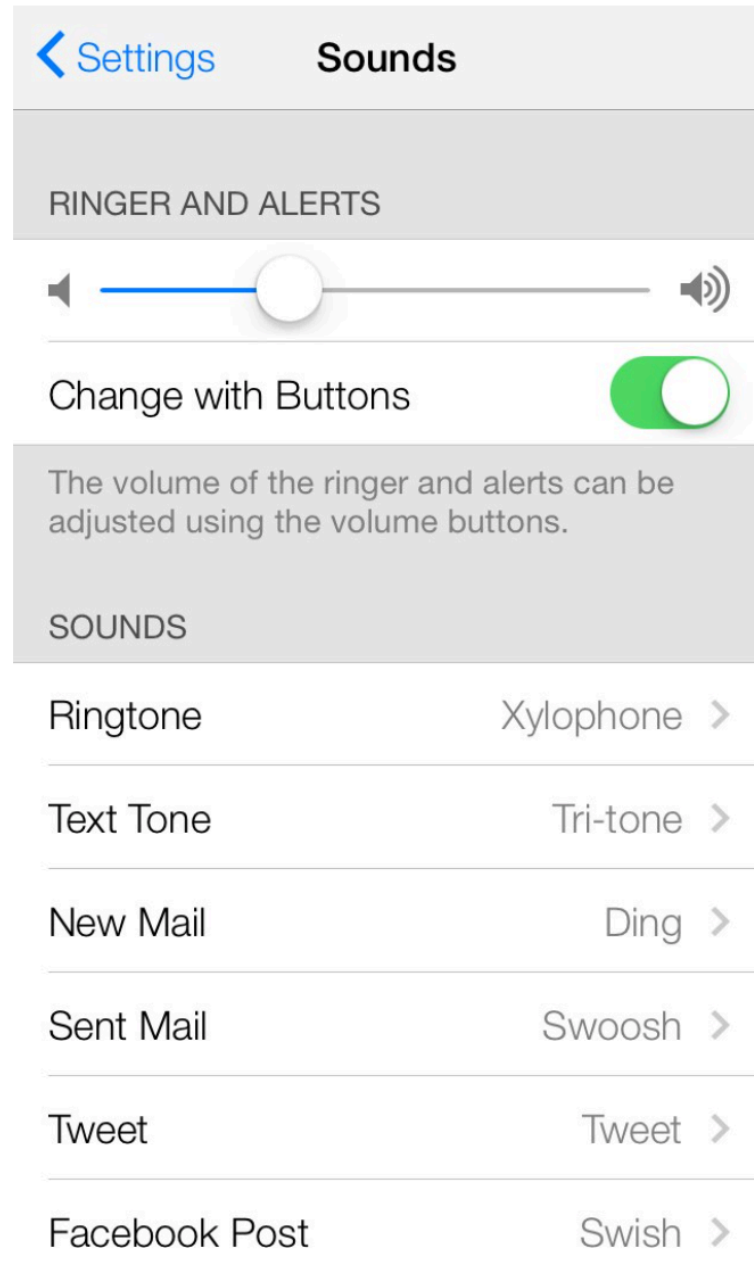 Settings Sounds
RINGER AND ALERTS
Change with Buttons
The volume of the ringer and alerts can be
adjusted using the volume buttons.
SOUNDS
Ringtone Xylophone
Text Tone Tri-tone
New Mail Ding
Sent Mail Swoosh
Tweet Tweet
Facebook Post Swish